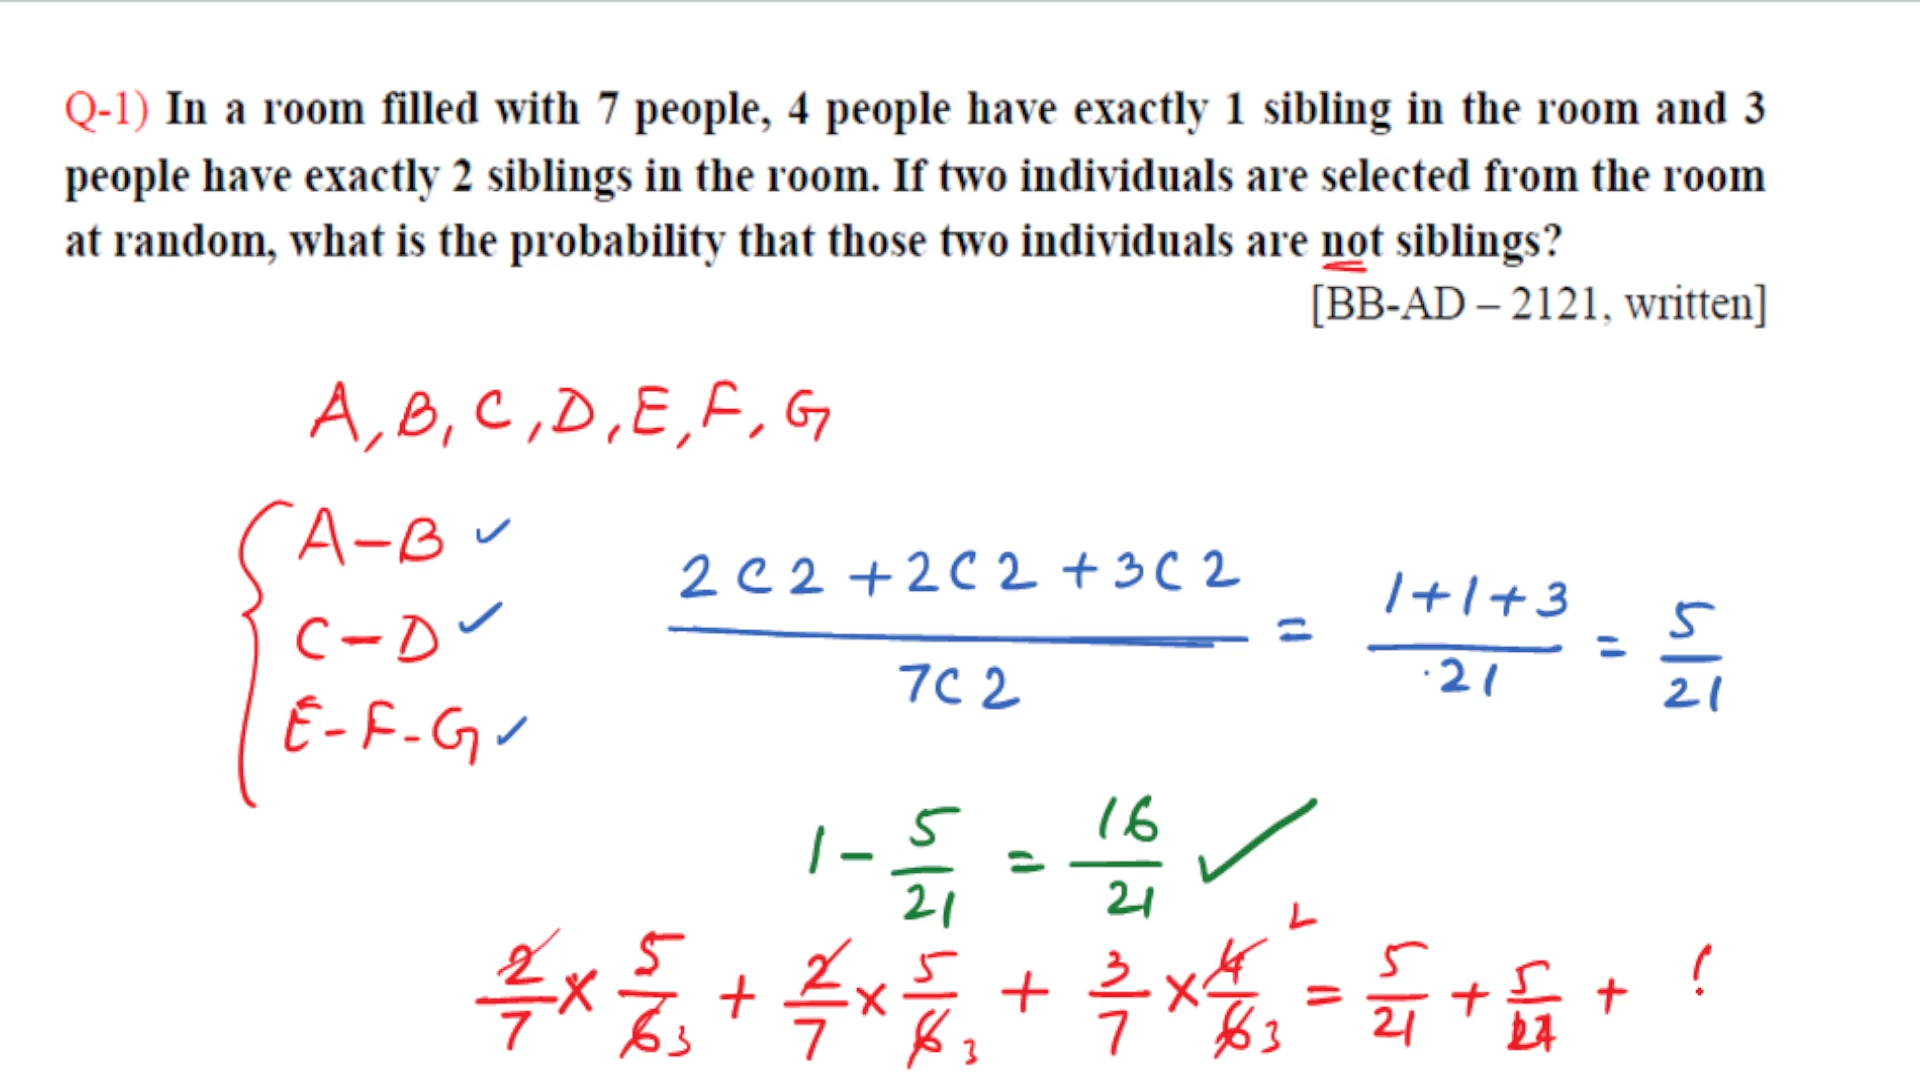 Q-1) In a room filled with 7 people, 4 people have exactly 1 sibling in the room and 3
people have exactly 2 siblings in the room. If two individuals are selected from the room
at random, what is the probability that those two individuals are not siblings?
[BB-AD – 2121, written]
A, B, C, D, E, F, G
A-B ✓
C-D ✓
E-F-G ✓
2C2 + 2C2 + 3C2 / 7C2 = 1+1+3 / 21 = 5/21
1 - 5/21 = 16/21 ✓
2/7 × 5/6 3 + 2/7 × 5/6 3 + 3/7 × 4/6 3 = 5/21 + 5/21 +